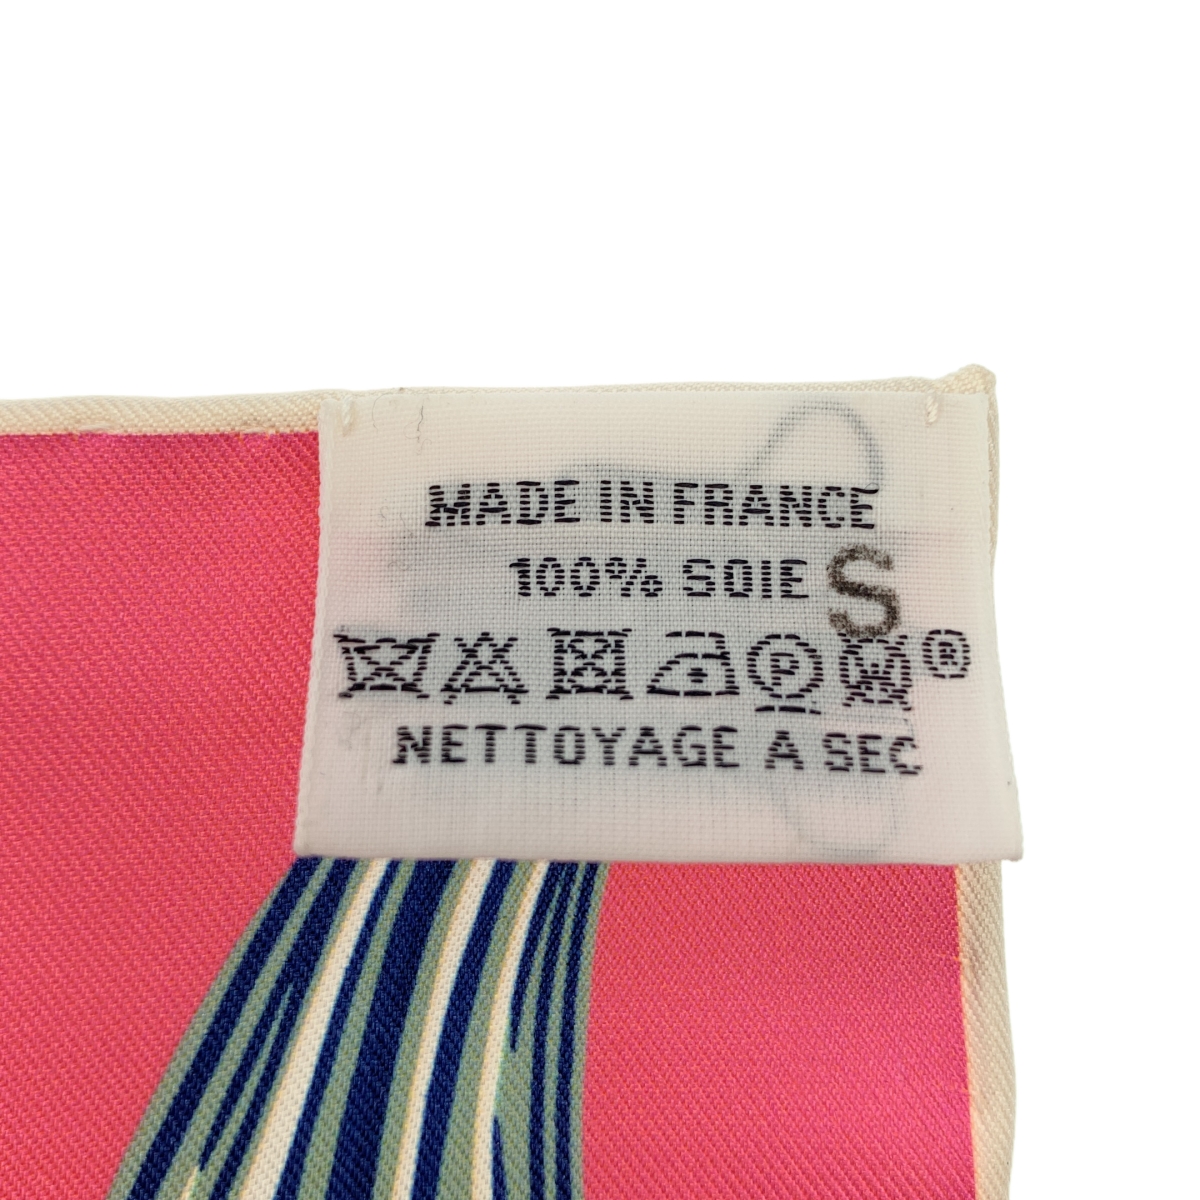 MADE IN FRANCE
100% SOIE S
P W ®
NETTOYAGE A SEC